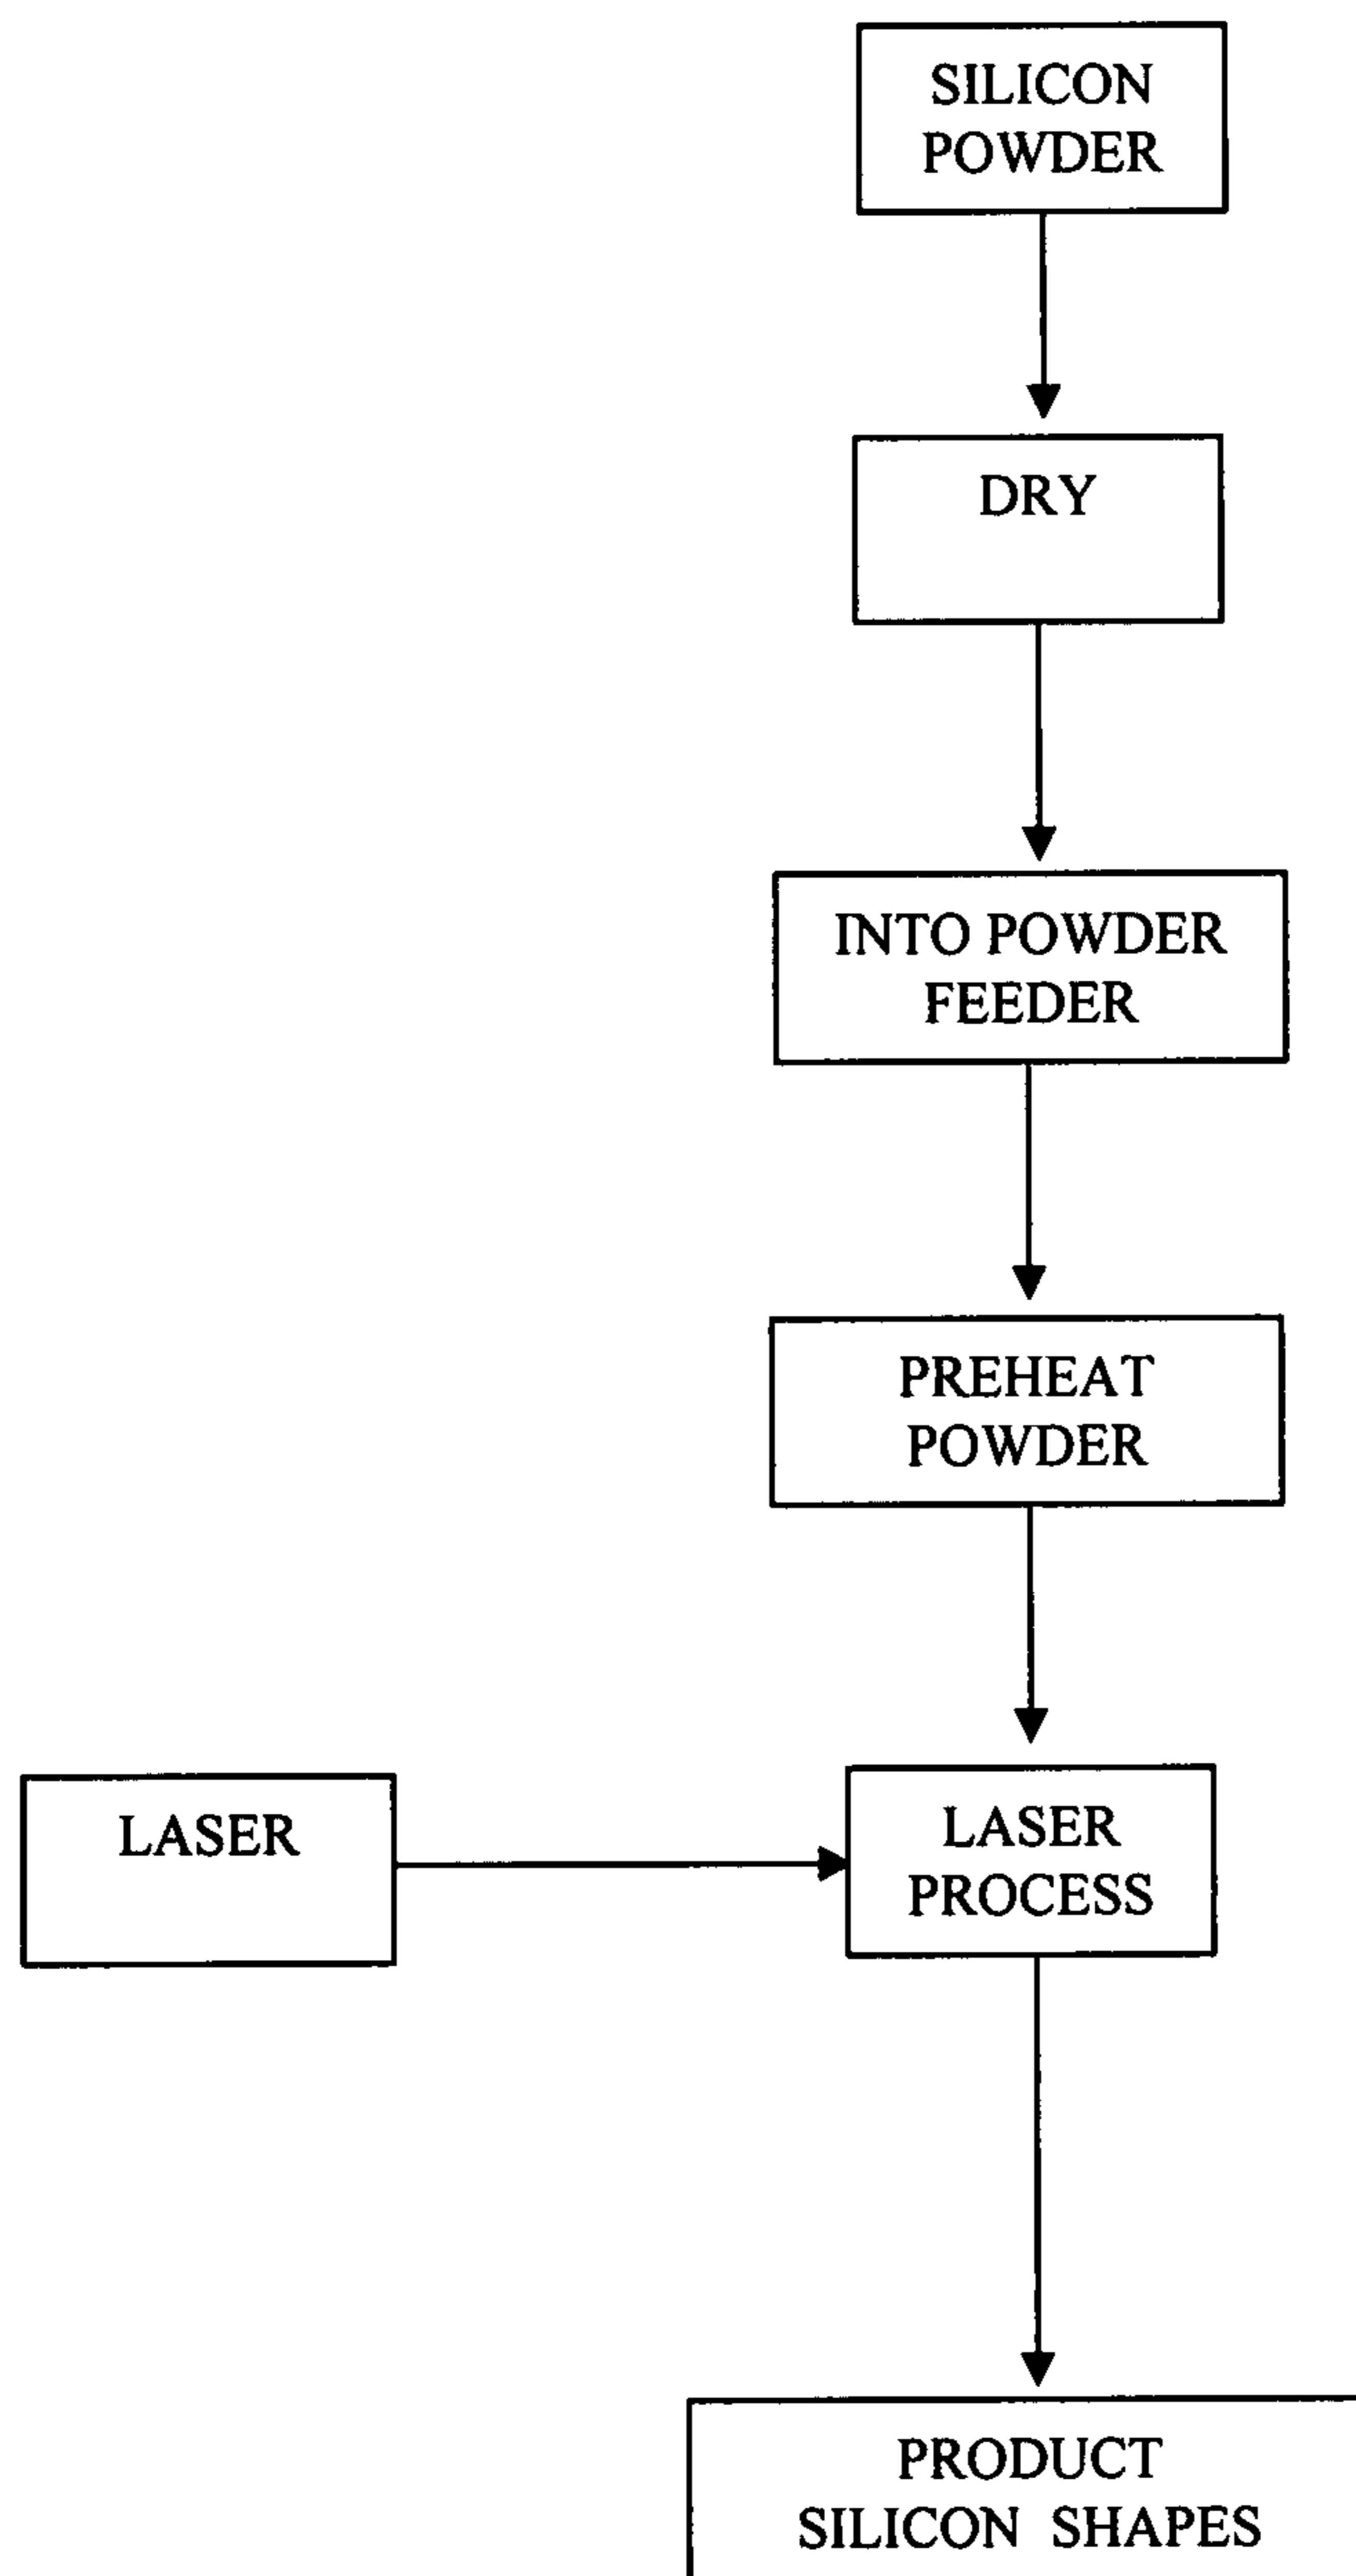 SILICON
POWDER
DRY
INTO POWDER
FEEDER
PREHEAT
POWDER
LASER
LASER
PROCESS
PRODUCT
SILICON SHAPES